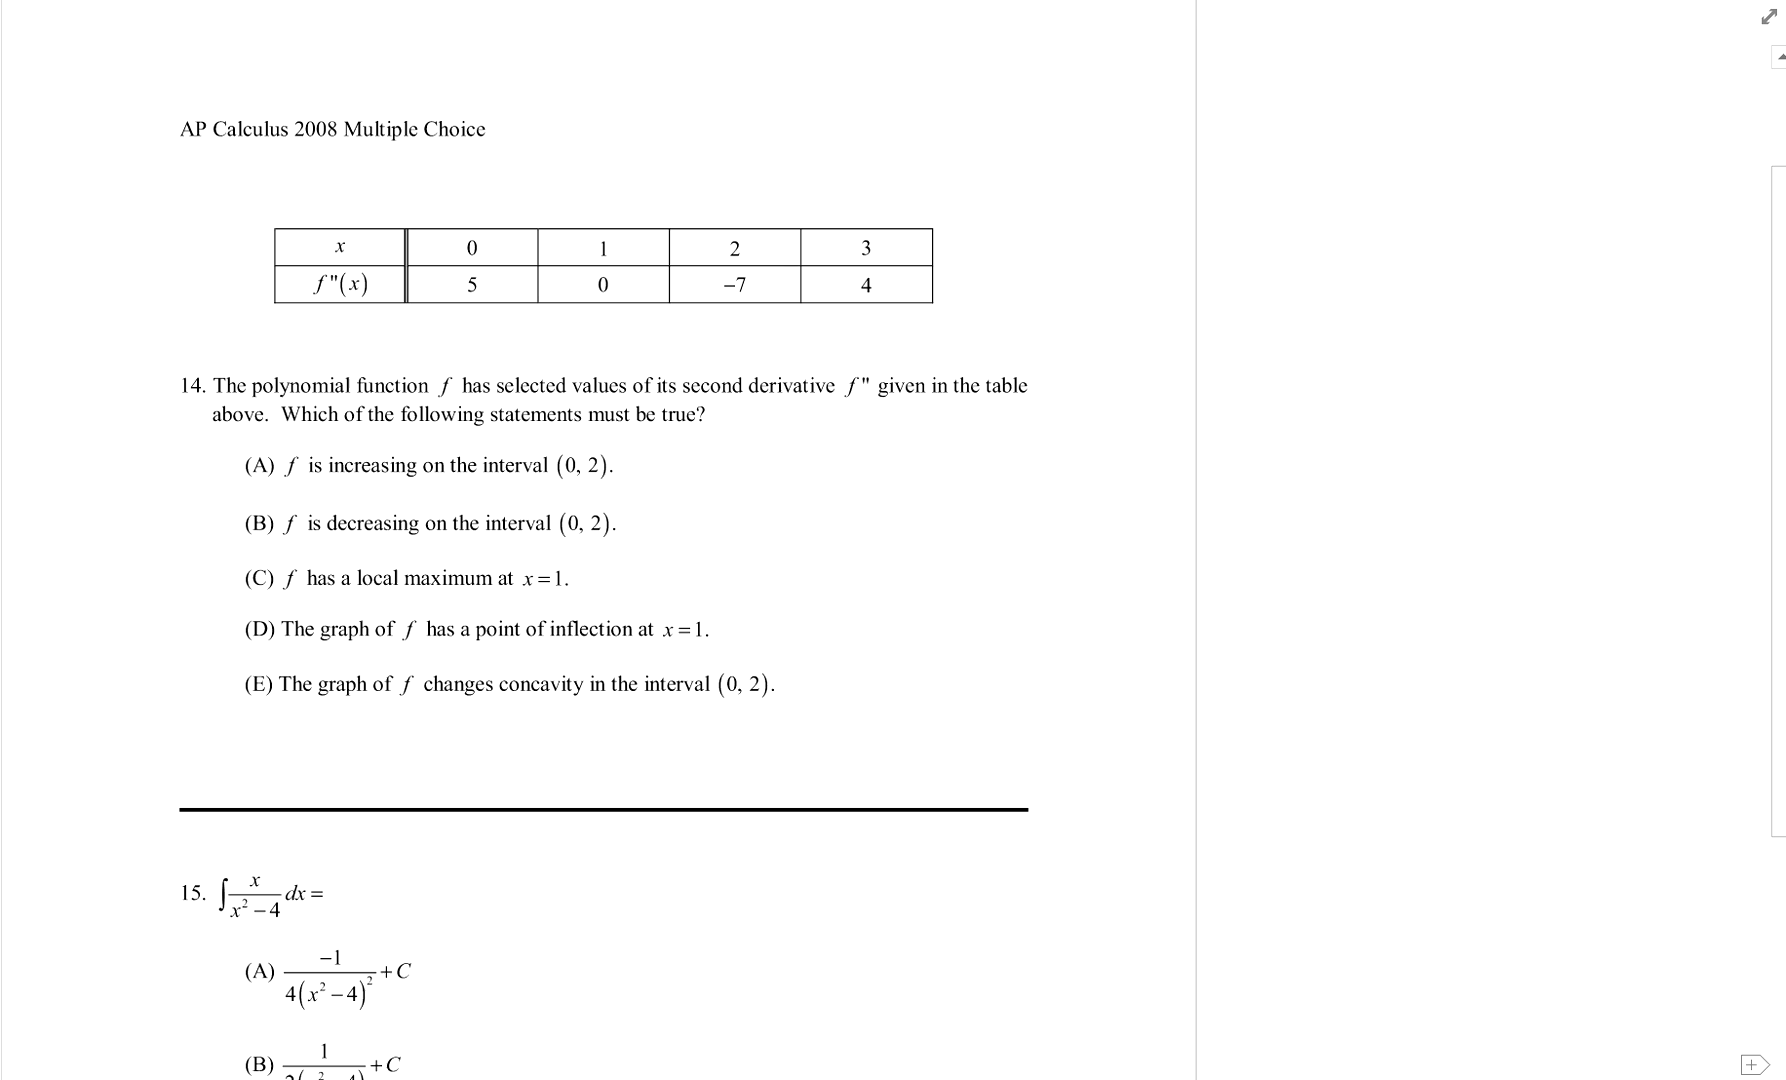 AP Calculus 2008 Multiple Choice
x 0 1 2 3
f "(x) 5 0 −7 4
14. The polynomial function f has selected values of its second derivative f " given in the table
above. Which of the following statements must be true?
(A) f is increasing on the interval (0, 2).
(B) f is decreasing on the interval (0, 2).
(C) f has a local maximum at x = 1.
(D) The graph of f has a point of inflection at x = 1.
(E) The graph of f changes concavity in the interval (0, 2).
15. ∫ x/(x² − 4) dx =
(A) −1/(4(x² − 4)²) + C
(B) 1/ + C